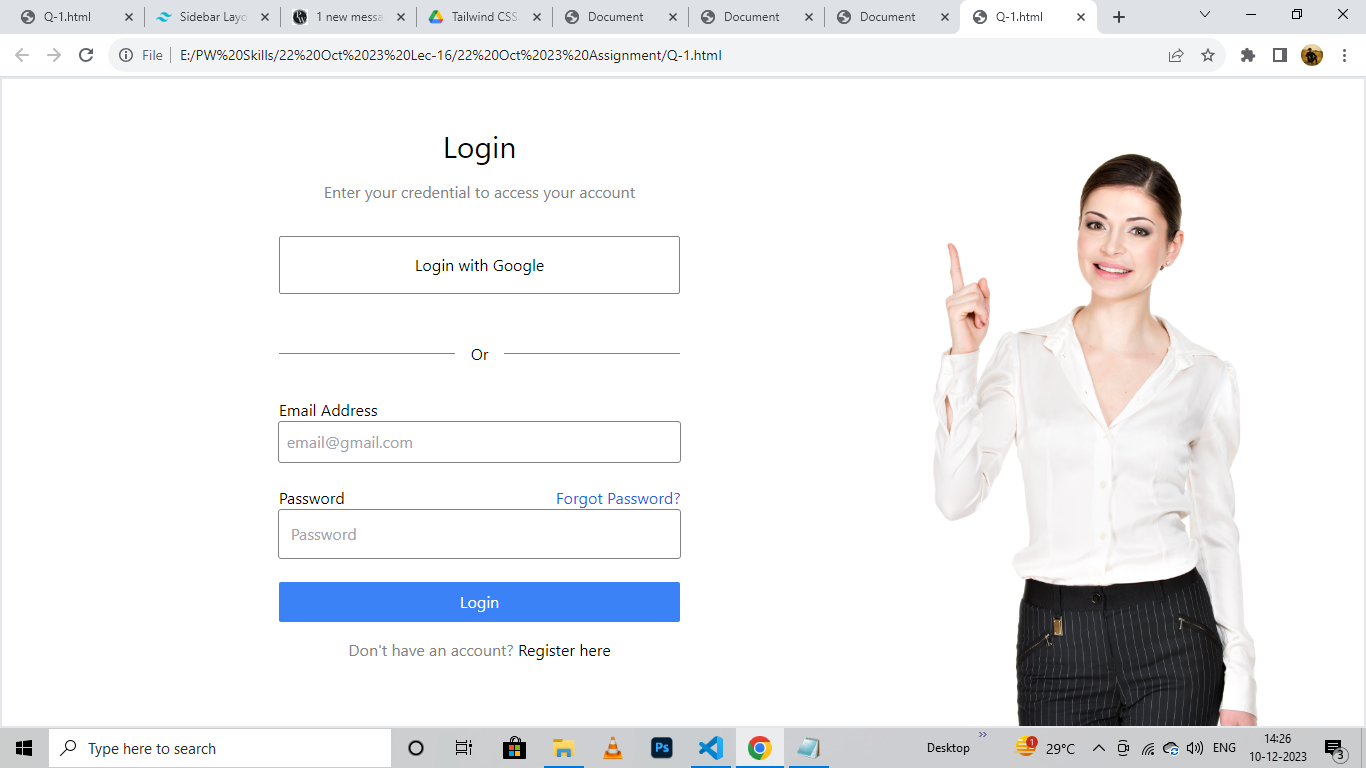 Q-1.html
Sidebar Layo
1 new messa
Tailwind CSS
Document
Document
Document
Q-1.html
File
E:/PW%20Skills/22%20Oct%2023%20Lec-16/22%20Oct%2023%20Assignment/Q-1.html
Login
Enter your credential to access your account
Login with Google
Or
Email Address
email@gmail.com
Password Forgot Password?
Password
Login
Don't have an account? Register here
Type here to search
Ps
Desktop
»
1
29°C
ENG
14:26
10-12-2023
3